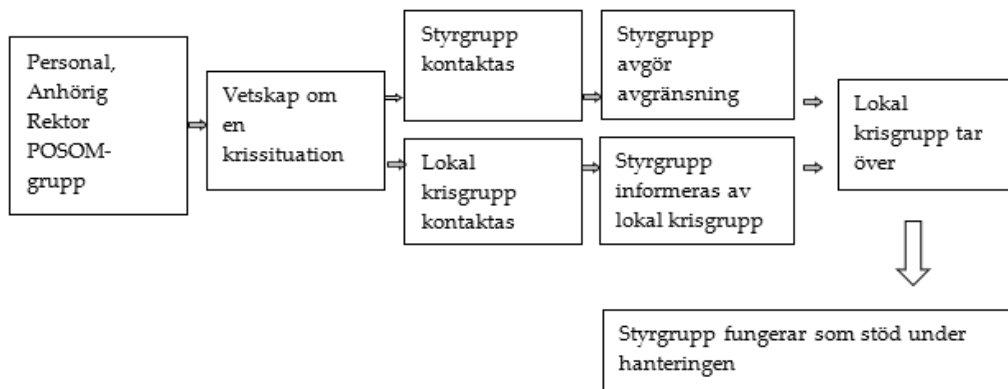 Personal,
Anhörig
Rektor
POSOM-
grupp
Vetskap om
en
krissituation
Styrgrupp
kontaktas
Styrgrupp
avgör
avgränsning
Lokal
krisgrupp
kontaktas
Styrgrupp
informeras av
lokal krisgrupp
Lokal
krisgrupp tar
över
Styrgrupp fungerar som stöd under
hanteringen